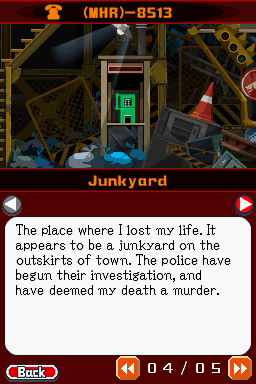 (MHR)-8513
Junkyard
The place where I lost my life. It
appears to be a junkyard on the
outskirts of town. The police have
begun their investigation, and
have deemed my death a murder.
Back
04/05